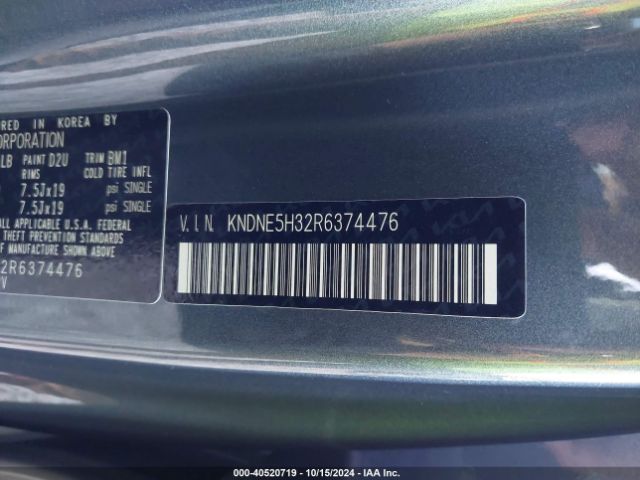 RED IN KOREA BY
CORPORATION
LB PAINT D2U TRIM BM1
RIMS COLD TIRE INFL
7.5Jx19 psi SINGLE
7.5Jx19 psi SINGLE
ALL APPLICABLE U.S.A. FEDERAL
THEFT PREVENTION STANDARDS
OF MANUFACTURE SHOWN ABOVE
2R6374476
V
V.I.N. KNDNE5H32R6374476
000-40520719 - 10/15/2024 - IAA Inc.